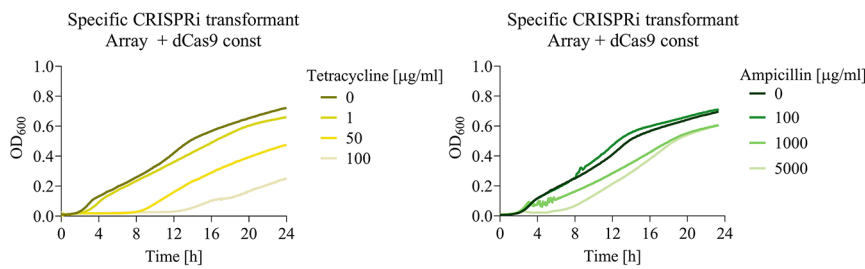 Specific CRISPRi transformant
Array + dCas9 const
1.0
0.8
0.6
0.4
0.2
0.0
OD600
0 4 8 12 16 20 24
Time [h]
Tetracycline [µg/ml]
0
1
50
100
Specific CRISPRi transformant
Array + dCas9 const
1.0
0.8
0.6
0.4
0.2
0.0
OD600
0 4 8 12 16 20 24
Time [h]
Ampicillin [µg/ml]
0
100
1000
5000